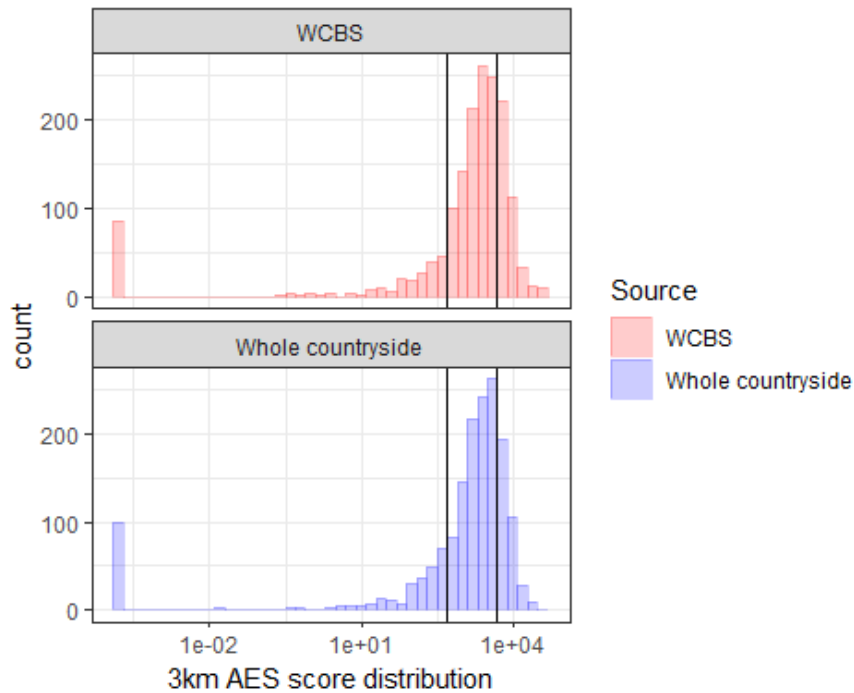 WCBS
200
100
0
Whole countryside
200
100
0
count
1e-02 1e+01 1e+04
3km AES score distribution
Source
WCBS
Whole countryside